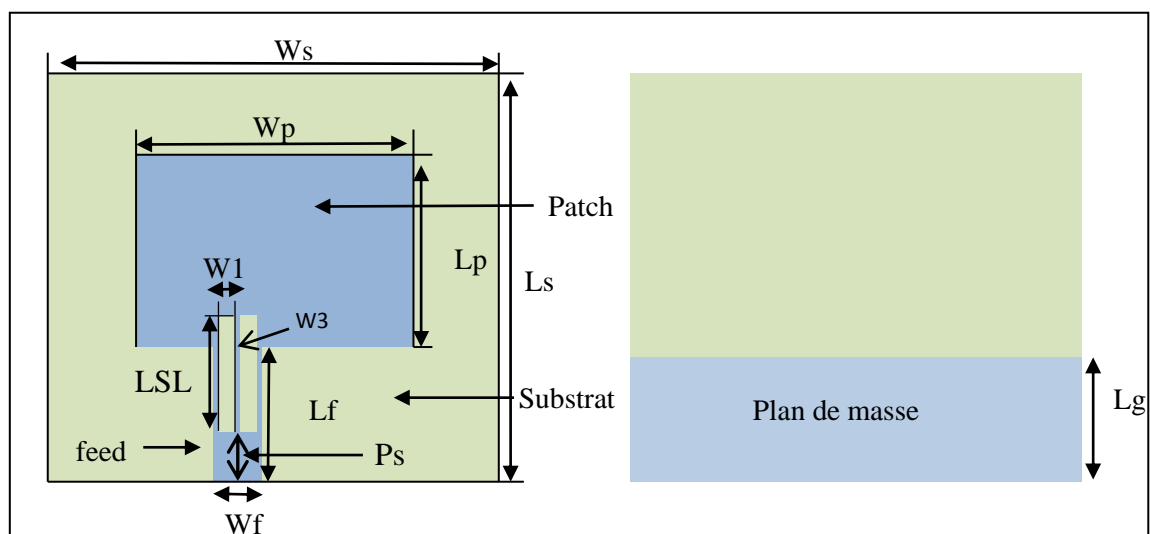 Ws
Wp
Patch
Lp
Ls
W1
W3
LSL
Lf
Substrat
Plan de masse
Lg
feed
Ps
Wf